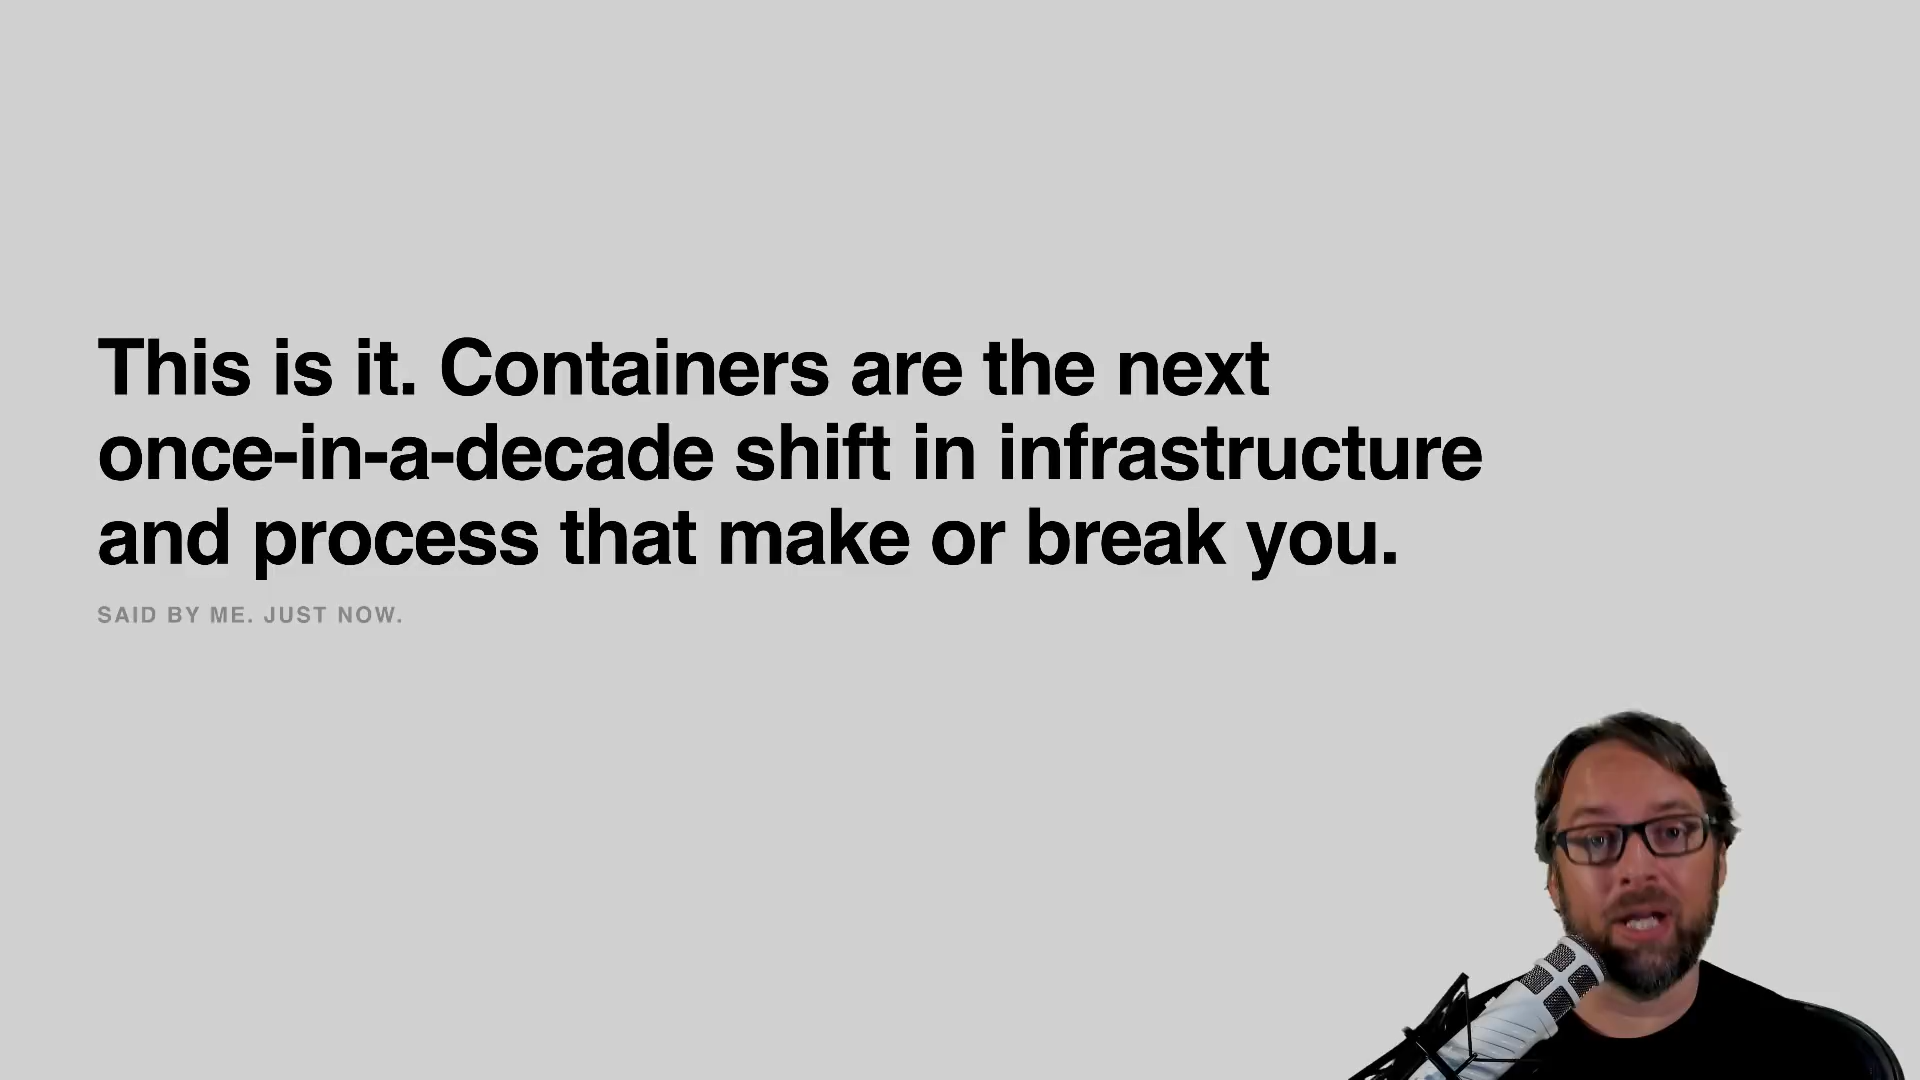 This is it. Containers are the next
once-in-a-decade shift in infrastructure
and process that make or break you.
SAID BY ME. JUST NOW.